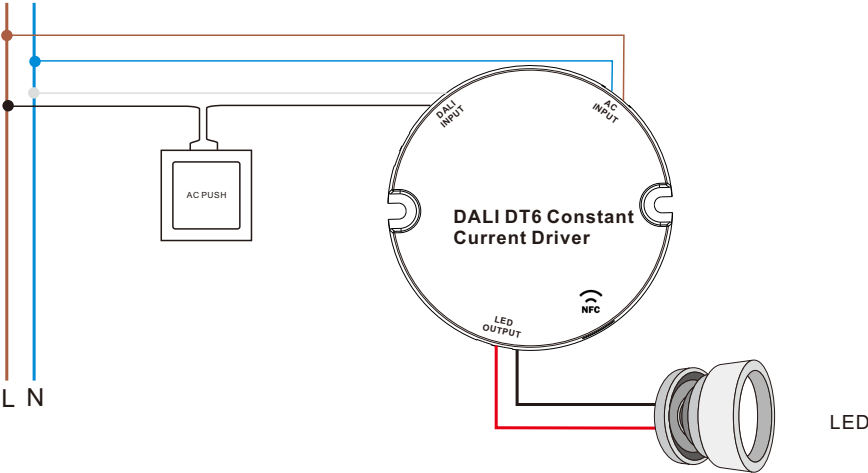 DALI
INPUT
AC
INPUT
AC PUSH
DALI DT6 Constant
Current Driver
NFC
LED
OUTPUT
L N
LED